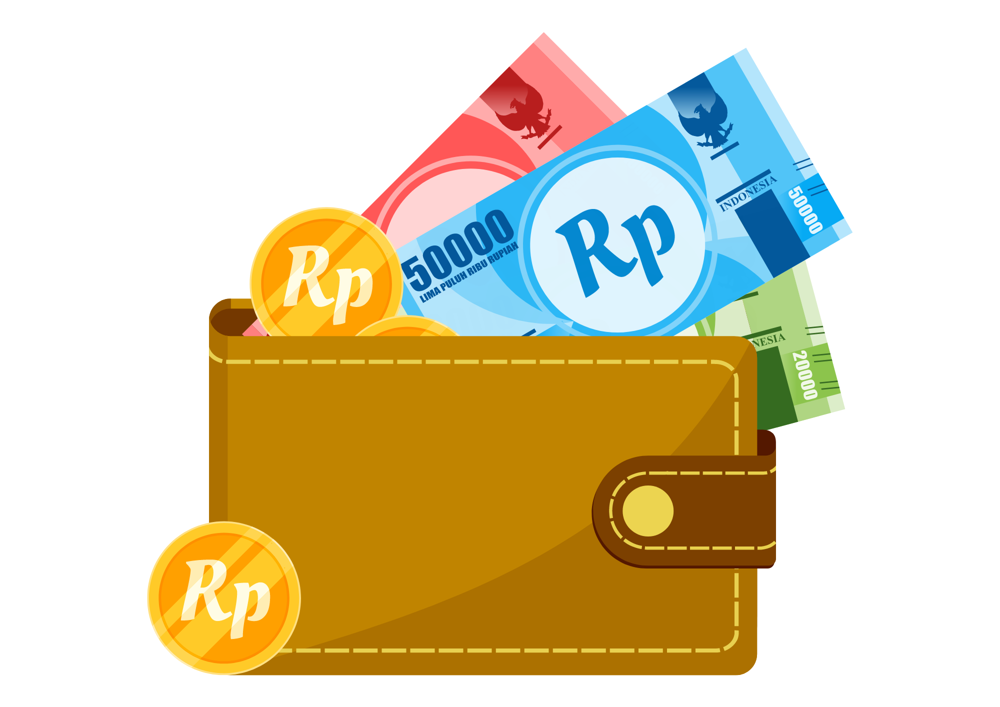 Rp
50000
LIMA PULUH RIBU RUPIAH
Rp
INDONESIA
50000
NESIA
20000
Rp